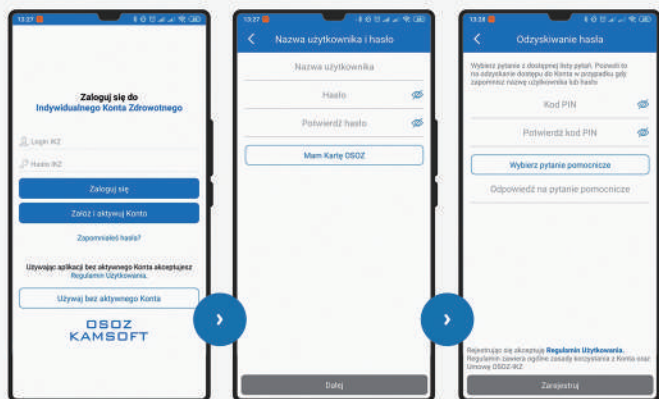 13:27
Zaloguj się do
Indywidualnego Konta Zdrowotnego
Login IKZ
Hasło IKZ
Zaloguj się
Załóż i aktywuj Konto
Zapomniałeś hasła?
Używając aplikacji bez aktywnego Konta akceptujesz
Regulamin Użytkowania.
Używaj bez aktywnego Konta
OSOZ
KAMSOFT
13:27
Nazwa użytkownika i hasło
Nazwa użytkownika
Hasło
Potwierdź hasło
Mam Kartę OSOZ
Dalej
13:28
Odzyskiwanie hasła
Wybierz pytanie z dostępnej listy pytań. Pozwoli to
na odzyskanie dostępu do Konta w przypadku gdy
zapomnisz nazwę użytkownika lub hasło
Kod PIN
Potwierdź kod PIN
Wybierz pytanie pomocnicze
Odpowiedź na pytanie pomocnicze
Rejestrując się akceptuję Regulamin Użytkowania.
Regulamin zawiera ogólne zasady korzystania z Konta oraz
Umowę OSOZ-IKZ
Zarejestruj